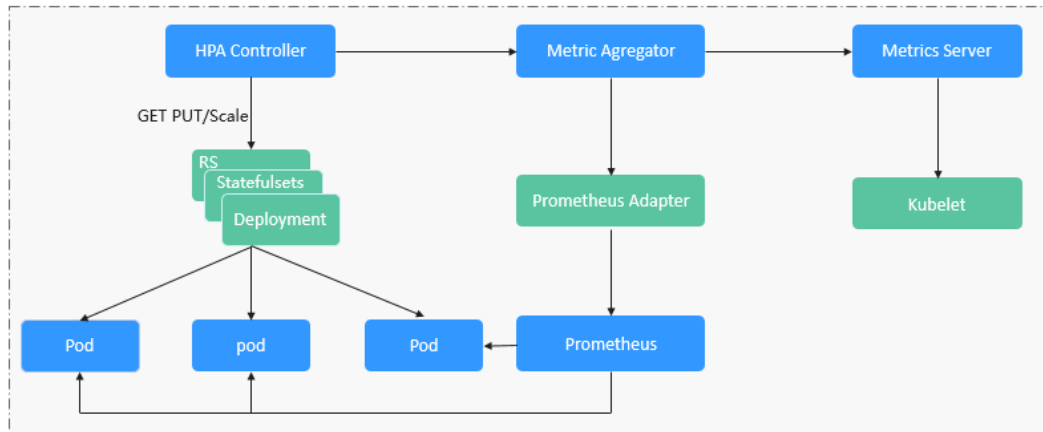 HPA Controller
Metric Agregator
Metrics Server
GET PUT/Scale
RS
Statefulsets
Deployment
Prometheus Adapter
Kubelet
Pod
pod
Pod
Prometheus